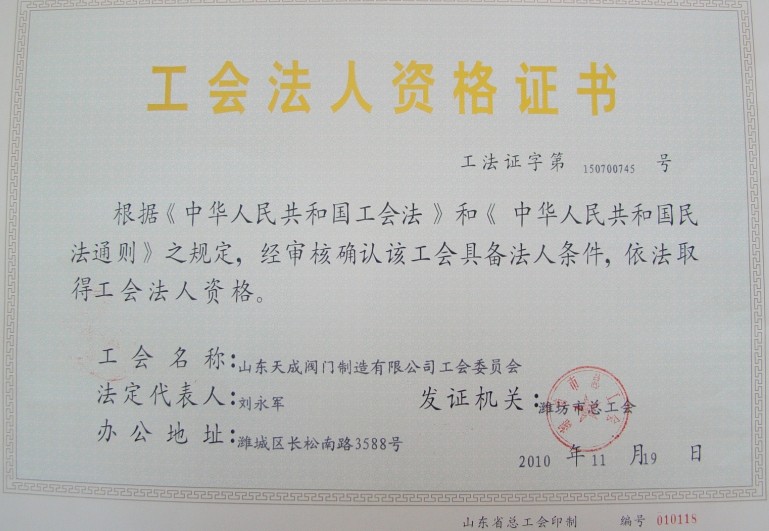 工会法人资格证书
工法证字第 150700745 号
根据《中华人民共和国工会法》和《中华人民共和国民
法通则》之规定，经审核确认该工会具备法人条件，依法取
得工会法人资格。
工会名称：山东天成阀门制造有限公司工会委员会
法定代表人：刘永军
发证机关：潍坊市总工会
办公地址：潍城区长松南路3588号
2010 年 11 月 19 日
山东省总工会印制 编号 010118